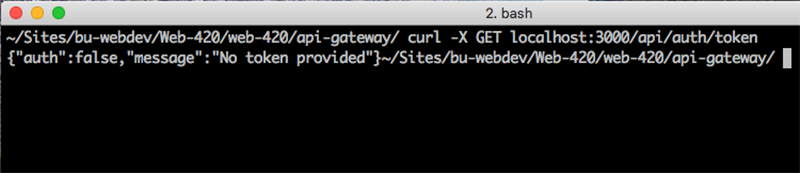 2. bash
~/Sites/bu-webdev/Web-420/web-420/api-gateway/ curl -X GET localhost:3000/api/auth/token
{"auth":false,"message":"No token provided"}~/Sites/bu-webdev/Web-420/web-420/api-gateway/